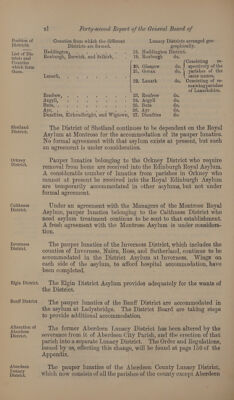 xl Forty-second Report of the General Board of
Position of Districts.
List of Districts and Counties which form them.
Counties from which the different Districts are formed.
Lunacy Districts arranged geographically.
Haddington, . . . . . 18. Haddington District.
Roxburgh, Berwick, and Selkirk, . 19. Roxburgh do.
Lanark, . . . . .
20. Glasgow do.
21. Govan do.
Consisting respectively of the parishes of the same names.
22. Lanark do.
Consisting of remaining parishes of Lanarkshire.
Renfrew, . . . . . 23. Renfrew do.
Argyll, . . . . . 24. Argyll do.
Bute, . . . . . 25. Bute do.
Ayr, . . . . . 26. Ayr do.
Dumfries, Kirkcudbright, and Wigtown, 27. Dumfries do.
Shetland District.
The District of Shetland continues to be dependent on the Royal
Asylum at Montrose for the accommodation of its pauper lunatics.
No formal agreement with that asylum exists at present, but such
an agreement is under consideration.
Orkney District.
Pauper lunatics belonging to the Orkney District who require
removal from home are received into the Edinburgh Royal Asylum.
A considerable number of lunatics from parishes in Orkney who
cannot at present be received into the Royal Edinburgh Asylum
are temporarily accommodated in other asylums, but not under
formal agreement.
Caithness District.
Under an agreement with the Managers of the Montrose Royal
Asylum, pauper lunatics belonging to the Caithness District who
need asylum treatment continue to be sent to that establishment.
A fresh agreement with the Montrose Asylum is under consideration.
Inverness District.
The pauper lunatics of the Inverness District, which includes the
counties of Inverness, Nairn, Ross, and Sutherland, continue to be
accommodated in the District Asylum at Inverness. Wings on
each side of the asylum, to afford hospital accommodation, have
been completed.
Elgin District.
The Elgin District Asylum provides adequately for the wants of
the District.
Banff District.
The pauper lunatics of the Banff District are accommodated in
the asylum at Ladysbridge. The District Board are taking steps
to provide additional accommodation.
Alteration of Aberdeen District.
The former Aberdeen Lunacy District has been altered by the
severance from it of Aberdeen City Parish, and the erection of that
parish into a separate Lunacy District. The Order and Regulations,
issued by us, effecting this change, will be found at page 156 of the
Appendix.
Aberdeen Lunacy District.
The pauper lunatics of the Aberdeen County Lunacy District,
which now consists of all the parishes of the county except Aberdeen